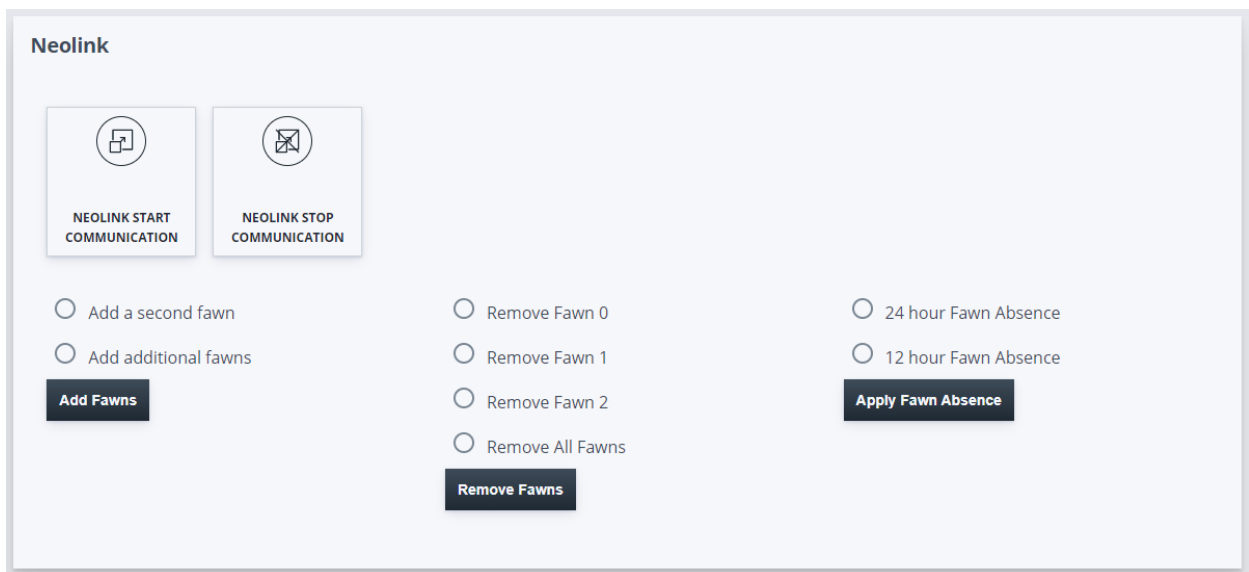 Neolink
NEOLINK START
COMMUNICATION
NEOLINK STOP
COMMUNICATION
Add a second fawn
Add additional fawns
Add Fawns
Remove Fawn 0
Remove Fawn 1
Remove Fawn 2
Remove All Fawns
Remove Fawns
24 hour Fawn Absence
12 hour Fawn Absence
Apply Fawn Absence